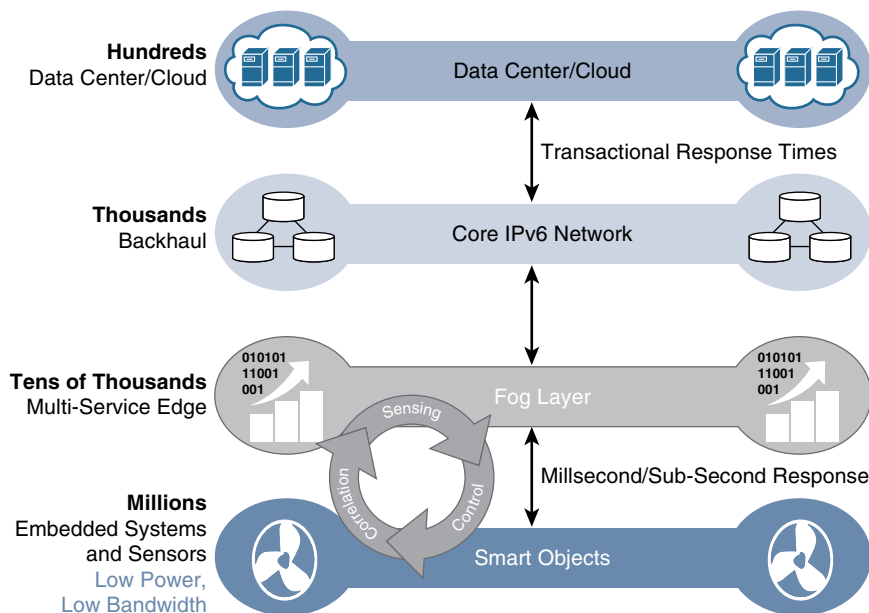 Hundreds
Data Center/Cloud
Data Center/Cloud
Transactional Response Times
Thousands
Backhaul
Core IPv6 Network
010101
11001
001
Tens of Thousands
Multi-Service Edge
Fog Layer
010101
11001
001
Sensing
Control
Correlation
Millsecond/Sub-Second Response
Millions
Embedded Systems
and Sensors
Low Power,
Low Bandwidth
Smart Objects